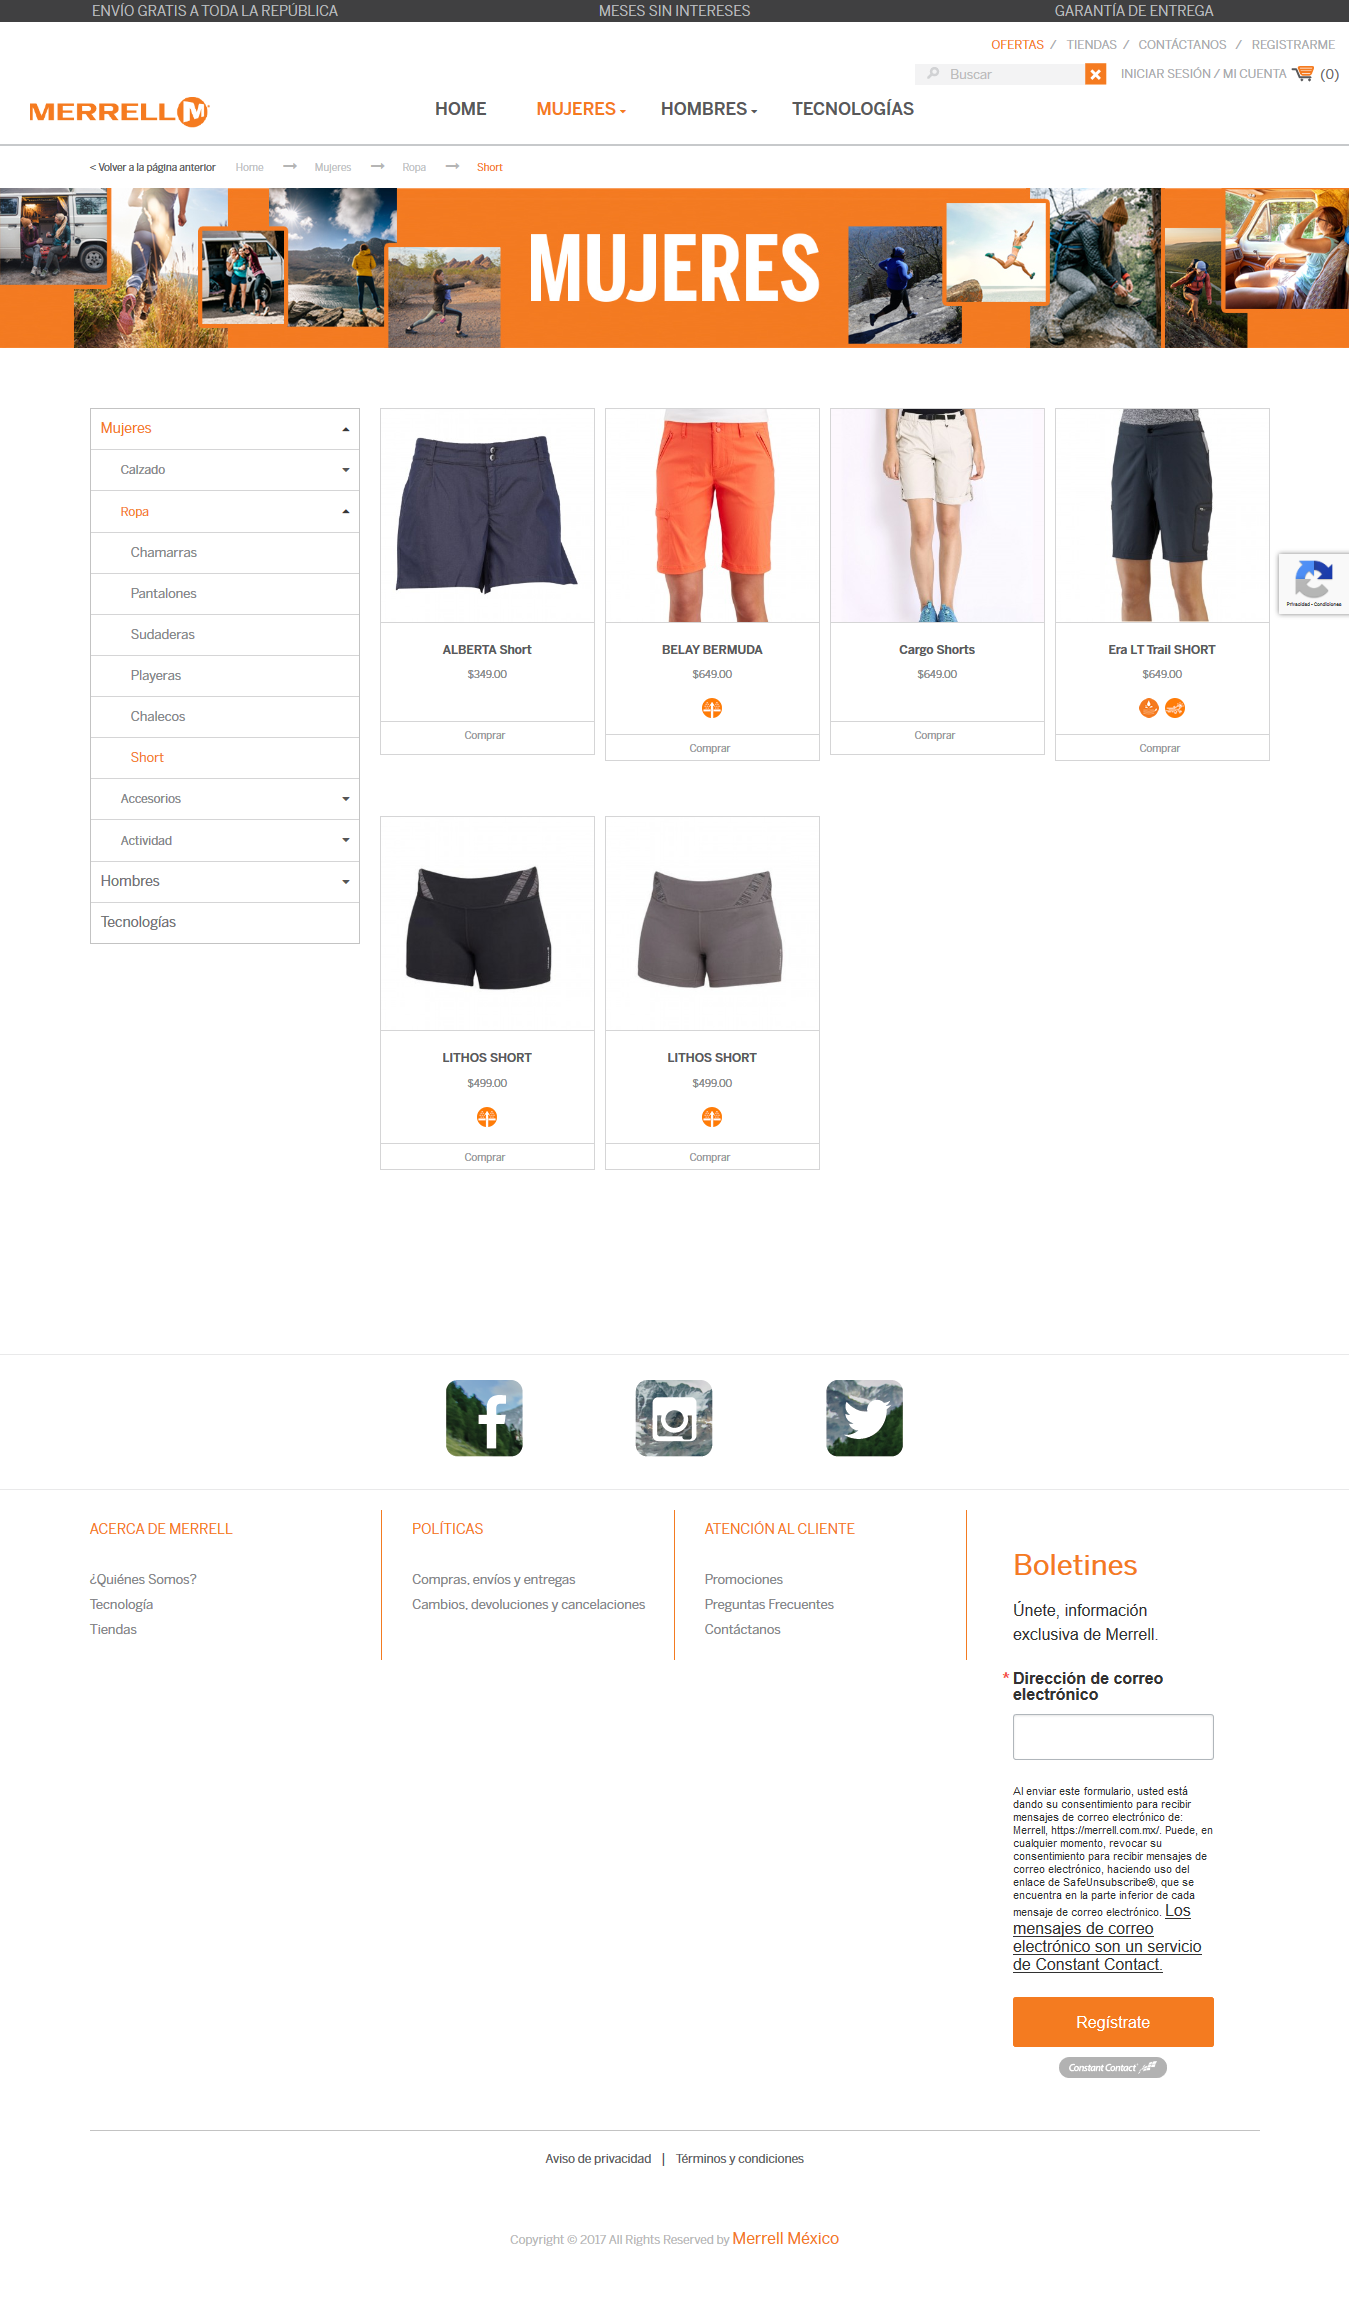 ENVÍO GRATIS A TODA LA REPÚBLICA
MESES SIN INTERESES
GARANTÍA DE ENTREGA
OFERTAS / TIENDAS / CONTÁCTANOS / REGISTRARME
Buscar
INICIAR SESIÓN / MI CUENTA (0)
MERRELL M
HOME
MUJERES
HOMBRES
TECNOLOGÍAS
< Volver a la página anterior
Home
Mujeres
Ropa
Short
MUJERES
Mujeres
Calzado
Ropa
Chamarras
Pantalones
Sudaderas
Playeras
Chalecos
Short
Accesorios
Actividad
Hombres
Tecnologías
ALBERTA Short
$349.00
Comprar
BELAY BERMUDA
$649.00
Comprar
Cargo Shorts
$649.00
Comprar
Era LT Trail SHORT
$649.00
Comprar
Privacidad - Condiciones
LITHOS SHORT
$499.00
Comprar
LITHOS SHORT
$499.00
Comprar
ACERCA DE MERRELL
¿Quiénes Somos?
Tecnología
Tiendas
POLÍTICAS
Compras, envíos y entregas
Cambios, devoluciones y cancelaciones
ATENCIÓN AL CLIENTE
Promociones
Preguntas Frecuentes
Contáctanos
Boletines
Únete, información
exclusiva de Merrell.
* Dirección de correo
electrónico
Al enviar este formulario, usted está
dando su consentimiento para recibir
mensajes de correo electrónico de:
Merrell, https://merrell.com.mx/. Puede, en
cualquier momento, revocar su
consentimiento para recibir mensajes de
correo electrónico, haciendo uso del
enlace de SafeUnsubscribe®, que se
encuentra en la parte inferior de cada
mensaje de correo electrónico. Los
mensajes de correo
electrónico son un servicio
de Constant Contact.
Regístrate
Constant Contact
Aviso de privacidad | Términos y condiciones
Copyright © 2017 All Rights Reserved by Merrell México